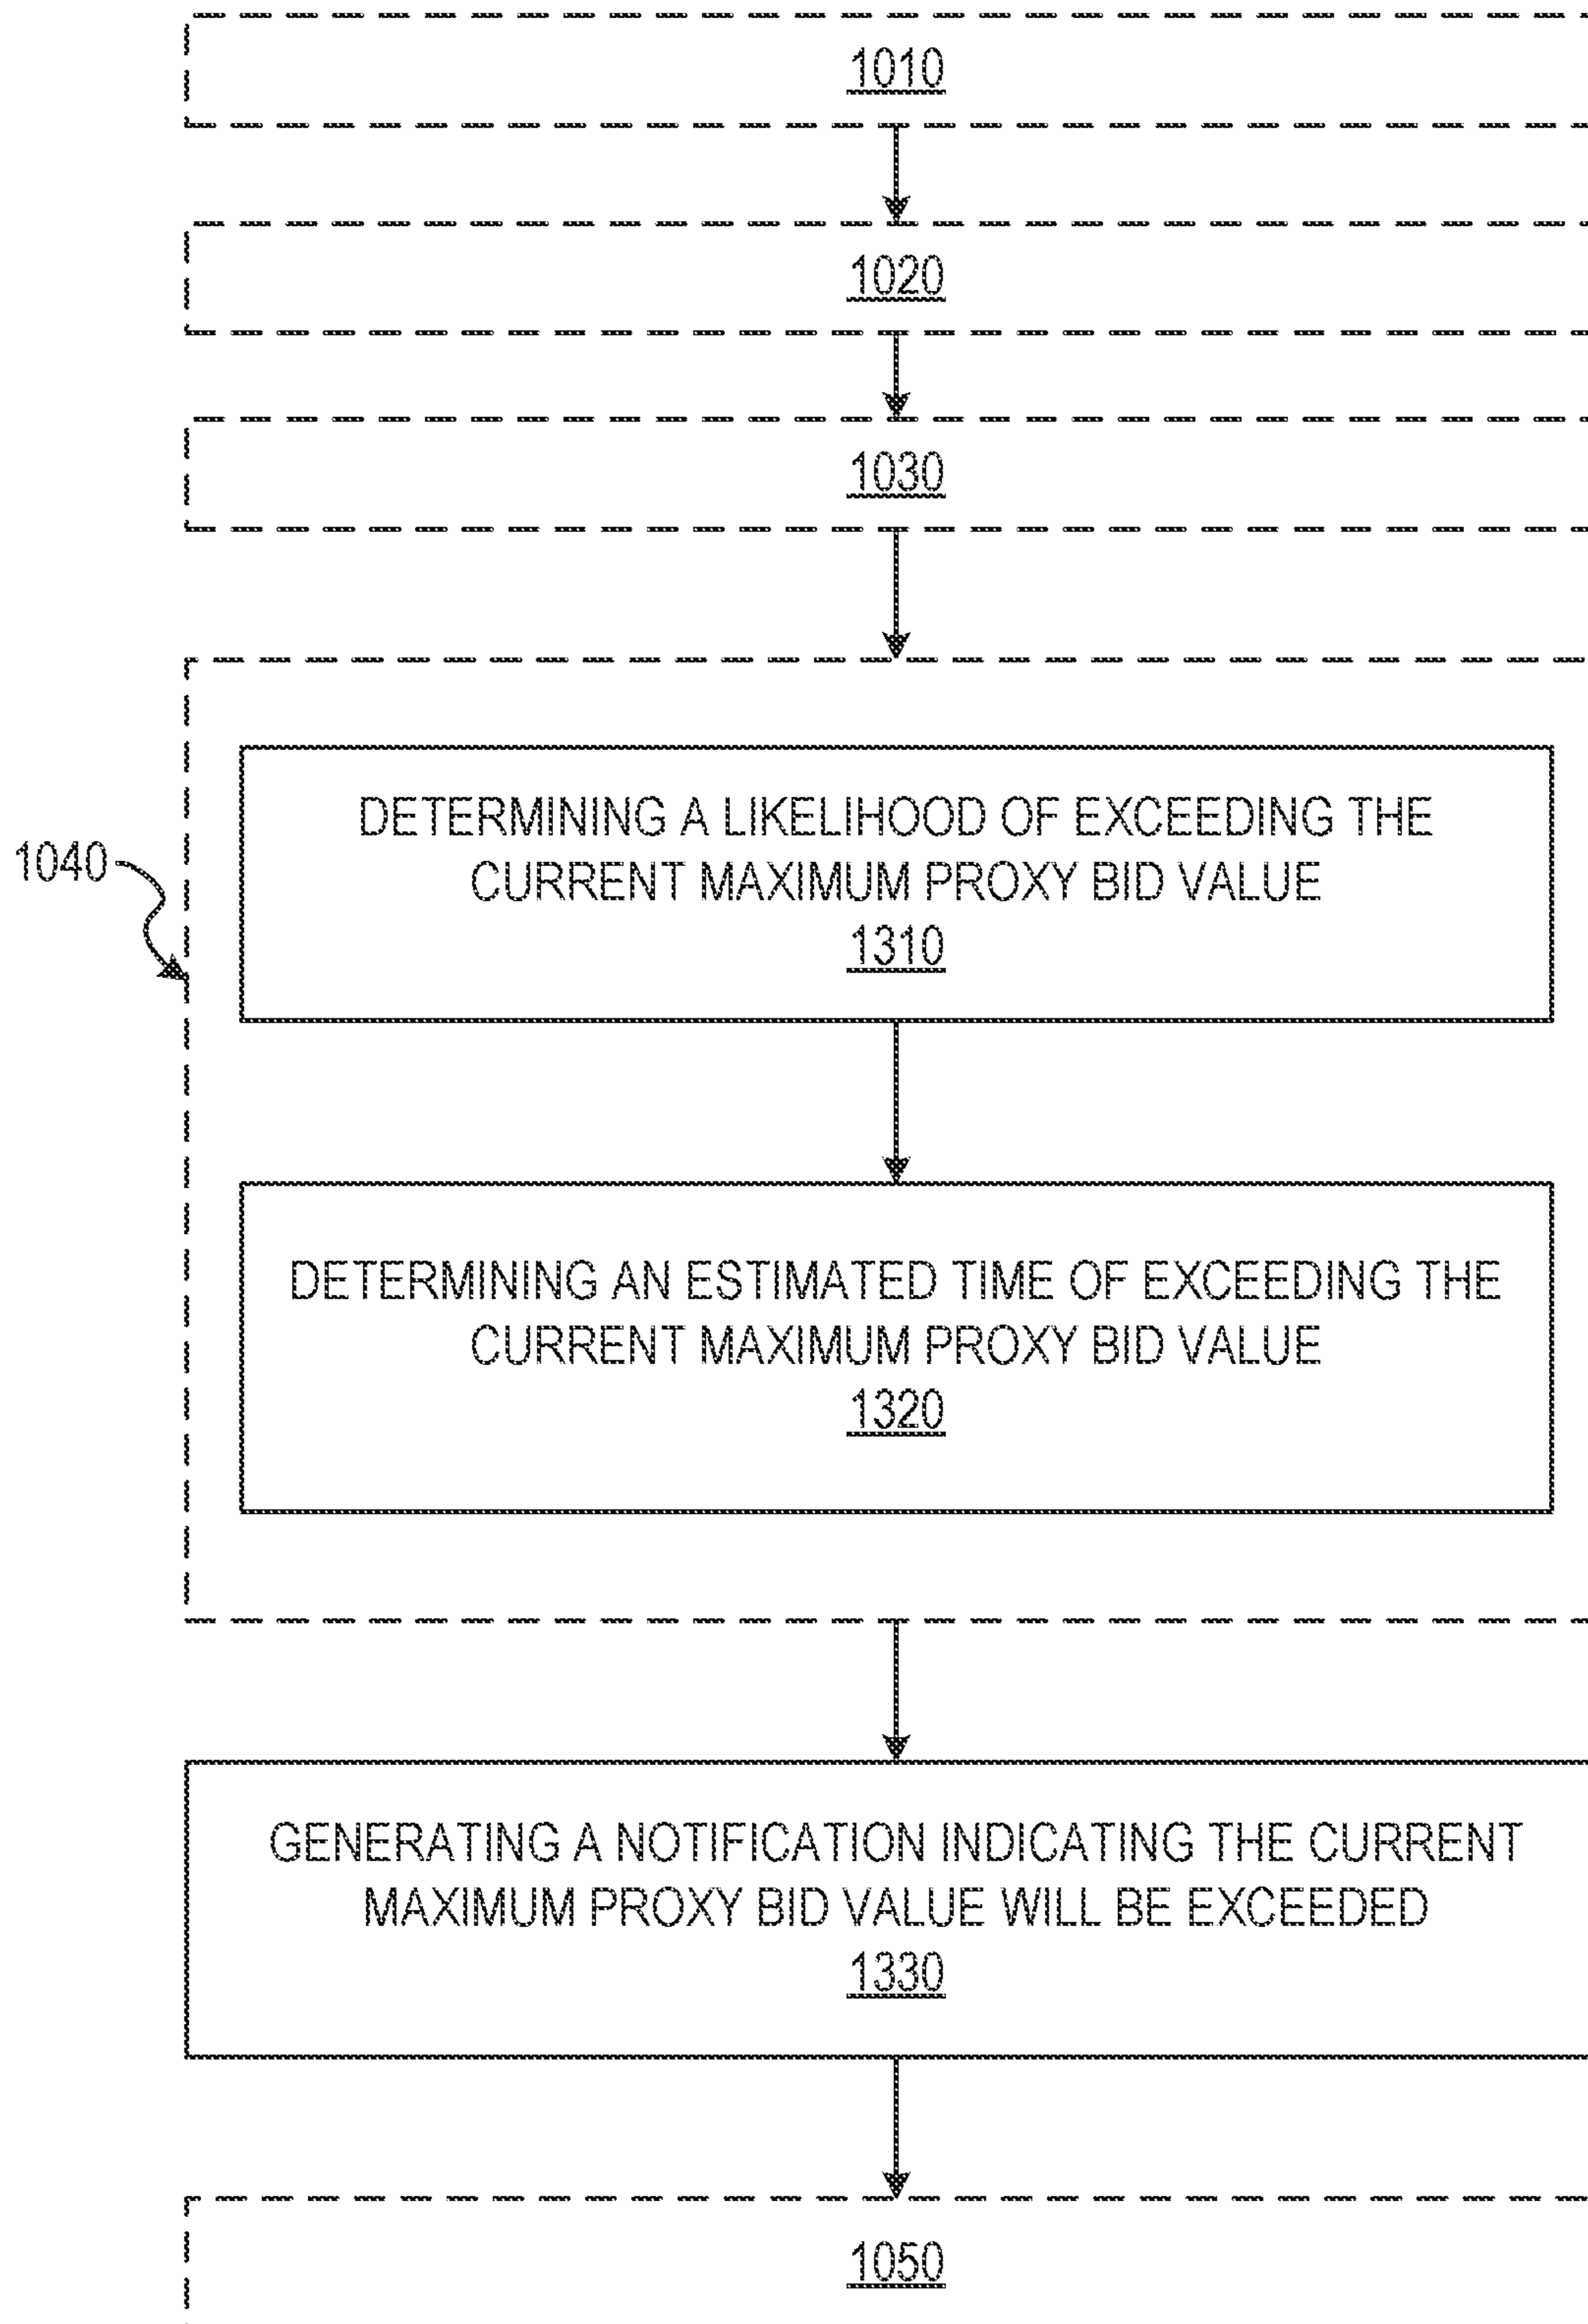 1010
1020
1030
1040
DETERMINING A LIKELIHOOD OF EXCEEDING THE
CURRENT MAXIMUM PROXY BID VALUE
1310
DETERMINING AN ESTIMATED TIME OF EXCEEDING THE
CURRENT MAXIMUM PROXY BID VALUE
1320
GENERATING A NOTIFICATION INDICATING THE CURRENT
MAXIMUM PROXY BID VALUE WILL BE EXCEEDED
1330
1050